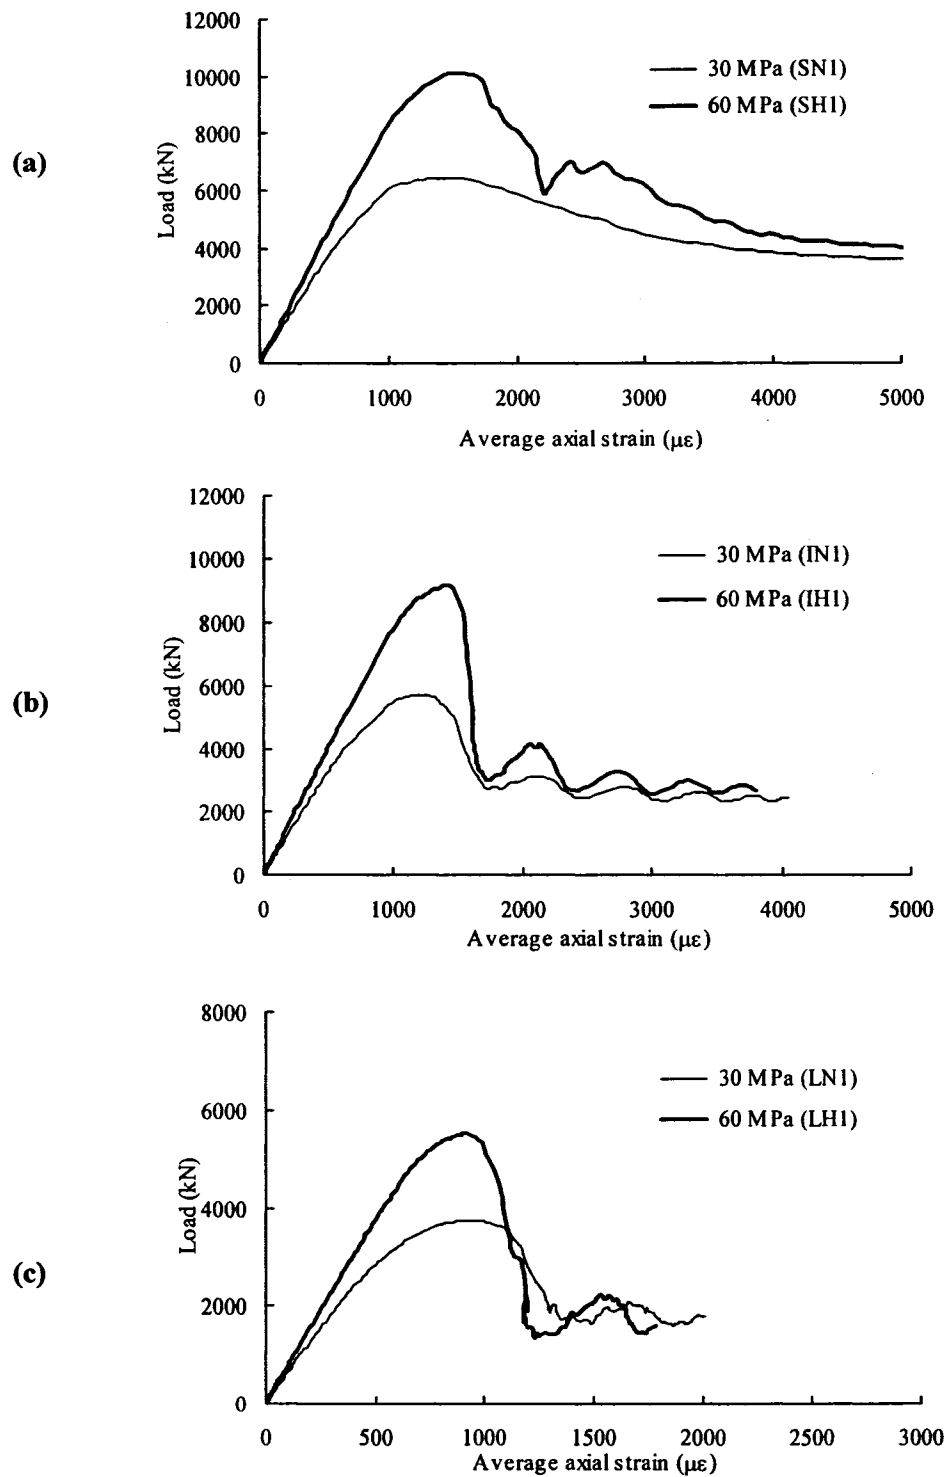 (a)
Load (kN)
12000
10000
8000
6000
4000
2000
0
30 MPa (SN1)
60 MPa (SH1)
0 1000 2000 3000 4000 5000
Average axial strain (με)
(b)
Load (kN)
12000
10000
8000
6000
4000
2000
0
30 MPa (IN1)
60 MPa (IH1)
0 1000 2000 3000 4000 5000
Average axial strain (με)
(c)
Load (kN)
8000
6000
4000
2000
0
30 MPa (LN1)
60 MPa (LH1)
0 500 1000 1500 2000 2500 3000
Average axial strain (με)